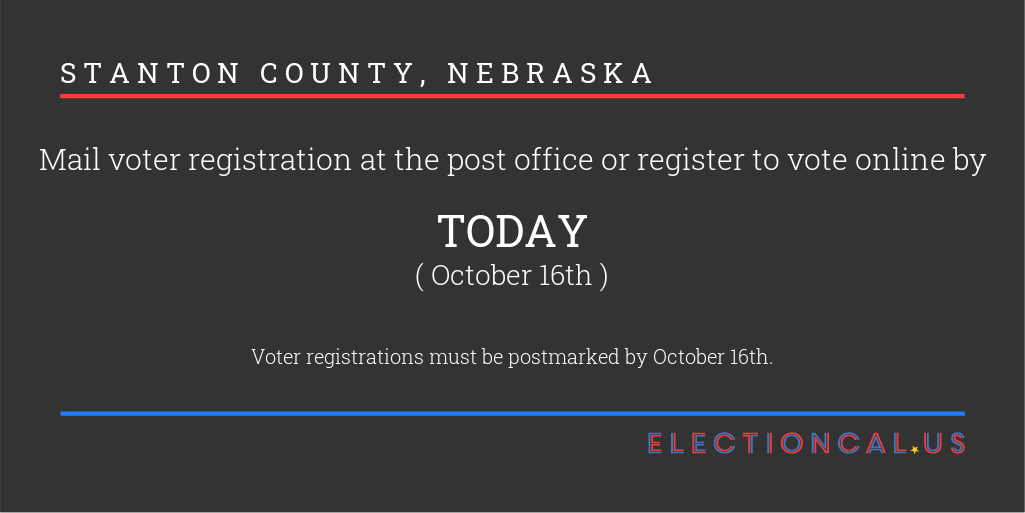 STANTON COUNTY, NEBRASKA
Mail voter registration at the post office or register to vote online by
TODAY
( October 16th )
Voter registrations must be postmarked by October 16th.
ELECTIONCAL.US